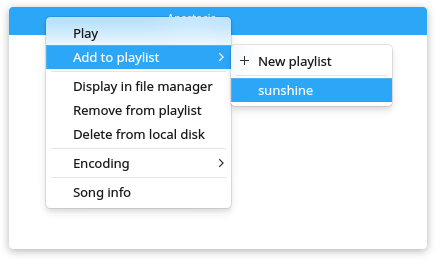 Play
Add to playlist
Display in file manager
Remove from playlist
Delete from local disk
Encoding
Song info
+ New playlist
sunshine